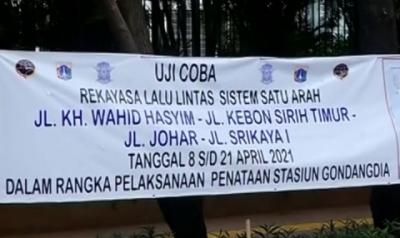 UJI COBA
REKAYASA LALU LINTAS SISTEM SATU ARAH
JL. KH. WAHID HASYIM - JL. KEBON SIRIH TIMUR -
JL. JOHAR - JL. SRIKAYA I
TANGGAL 8 S/D 21 APRIL 2021
DALAM RANGKA PELAKSANAAN PENATAAN STASIUN GONDANGDIA